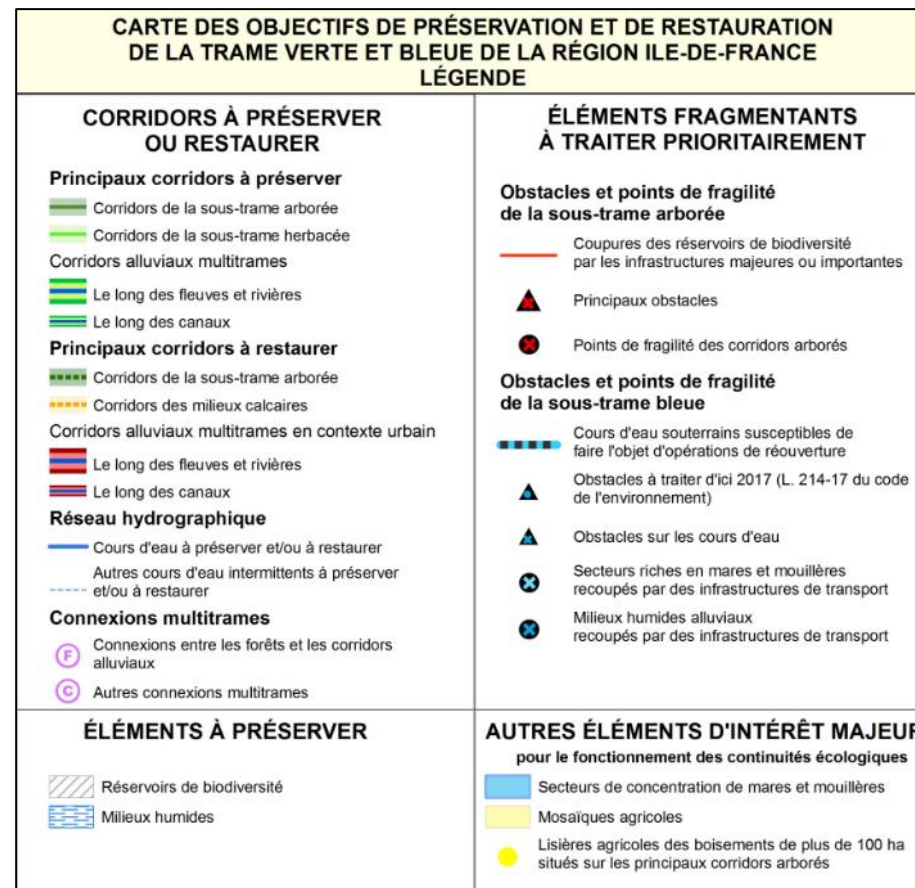 CARTE DES OBJECTIFS DE PRÉSERVATION ET DE RESTAURATION
DE LA TRAME VERTE ET BLEUE DE LA RÉGION ILE-DE-FRANCE
LÉGENDE
CORRIDORS À PRÉSERVER
OU RESTAURER
Principaux corridors à préserver
Corridors de la sous-trame arborée
Corridors de la sous-trame herbacée
Corridors alluviaux multitrames
Le long des fleuves et rivières
Le long des canaux
Principaux corridors à restaurer
Corridors de la sous-trame arborée
Corridors des milieux calcaires
Corridors alluviaux multitrames en contexte urbain
Le long des fleuves et rivières
Le long des canaux
Réseau hydrographique
Cours d'eau à préserver et/ou à restaurer
Autres cours d'eau intermittents à préserver
et/ou à restaurer
Connexions multitrames
F
Connexions entre les forêts et les corridors
alluviaux
C
Autres connexions multitrames
ÉLÉMENTS FRAGMENTANTS
À TRAITER PRIORITAIREMENT
Obstacles et points de fragilité
de la sous-trame arborée
Coupures des réservoirs de biodiversité
par les infrastructures majeures ou importantes
Principaux obstacles
Points de fragilité des corridors arborés
Obstacles et points de fragilité
de la sous-trame bleue
Cours d'eau souterrains susceptibles de
faire l'objet d'opérations de réouverture
Obstacles à traiter d'ici 2017 (L. 214-17 du code
de l'environnement)
Obstacles sur les cours d'eau
Secteurs riches en mares et mouillères
recoupés par des infrastructures de transport
Milieux humides alluviaux
recoupés par des infrastructures de transport
ÉLÉMENTS À PRÉSERVER
Réservoirs de biodiversité
Milieux humides
AUTRES ÉLÉMENTS D'INTÉRÊT MAJEUR
pour le fonctionnement des continuités écologiques
Secteurs de concentration de mares et mouillères
Mosaïques agricoles
Lisières agricoles des boisements de plus de 100 ha
situés sur les principaux corridors arborés